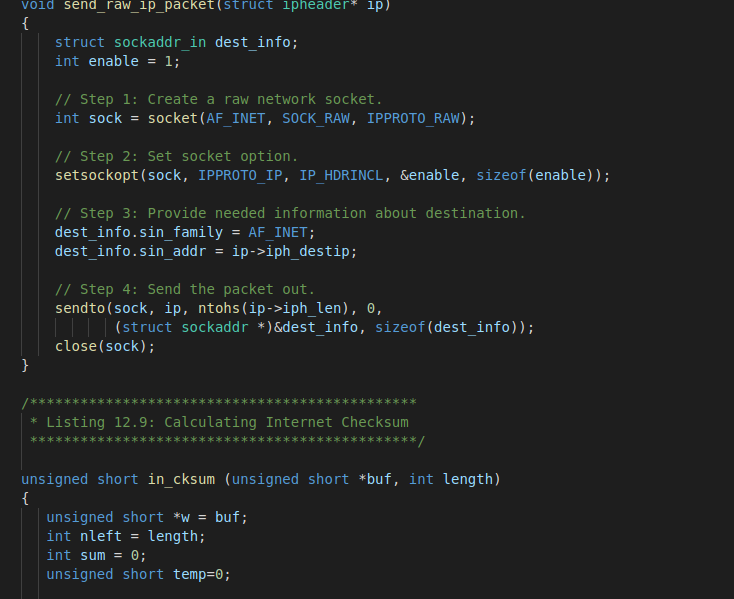 void send_raw_ip_packet(struct ipheader* ip)
{
    struct sockaddr_in dest_info;
    int enable = 1;

    // Step 1: Create a raw network socket.
    int sock = socket(AF_INET, SOCK_RAW, IPPROTO_RAW);

    // Step 2: Set socket option.
    setsockopt(sock, IPPROTO_IP, IP_HDRINCL, &enable, sizeof(enable));

    // Step 3: Provide needed information about destination.
    dest_info.sin_family = AF_INET;
    dest_info.sin_addr = ip->iph_destip;

    // Step 4: Send the packet out.
    sendto(sock, ip, ntohs(ip->iph_len), 0,
           (struct sockaddr *)&dest_info, sizeof(dest_info));
    close(sock);
}

/**********************************************
 * Listing 12.9: Calculating Internet Checksum
 **********************************************/

unsigned short in_cksum (unsigned short *buf, int length)
{
   unsigned short *w = buf;
   int nleft = length;
   int sum = 0;
   unsigned short temp=0;